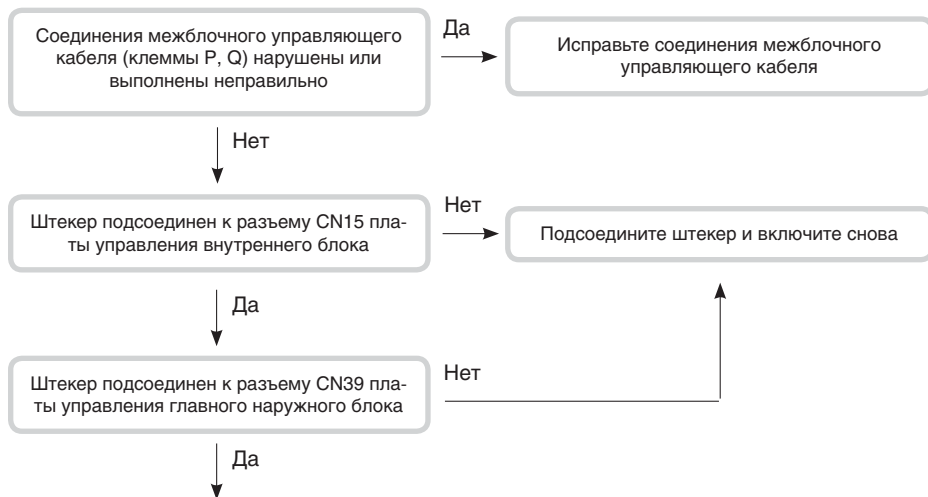 Соединения межблочного управляющего
кабеля (клеммы P, Q) нарушены или
выполнены неправильно
Да
Исправьте соединения межблочного
управляющего кабеля
Нет
Штекер подсоединен к разъему CN15 пла-
ты управления внутреннего блока
Нет
Подсоедините штекер и включите снова
Да
Штекер подсоединен к разъему CN39 пла-
ты управления главного наружного блока
Нет
Да